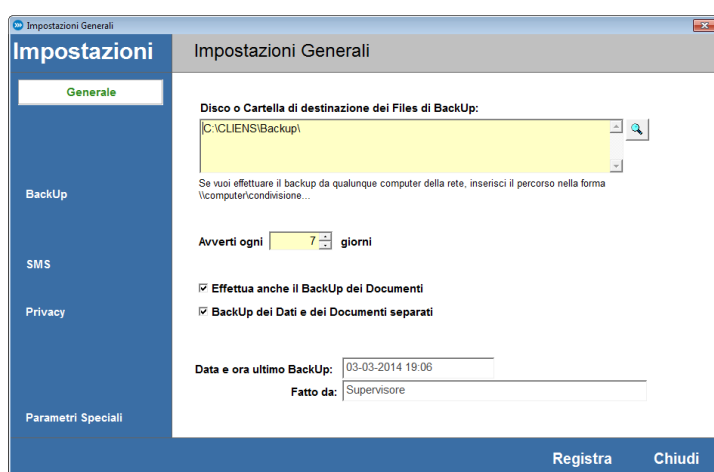 Impostazioni Generali
Impostazioni
Impostazioni Generali
Generale
Disco o Cartella di destinazione dei Files di BackUp:
C:\CLIENS\Backup\
Se vuoi effettuare il backup da qualunque computer della rete, inserisci il percorso nella forma
\\computer\condivisione...
BackUp
Avverti ogni 7 giorni
SMS
Effettua anche il BackUp dei Documenti
Privacy
BackUp dei Dati e dei Documenti separati
Data e ora ultimo BackUp: 03-03-2014 19:06
Fatto da: Supervisore
Parametri Speciali
Registra Chiudi